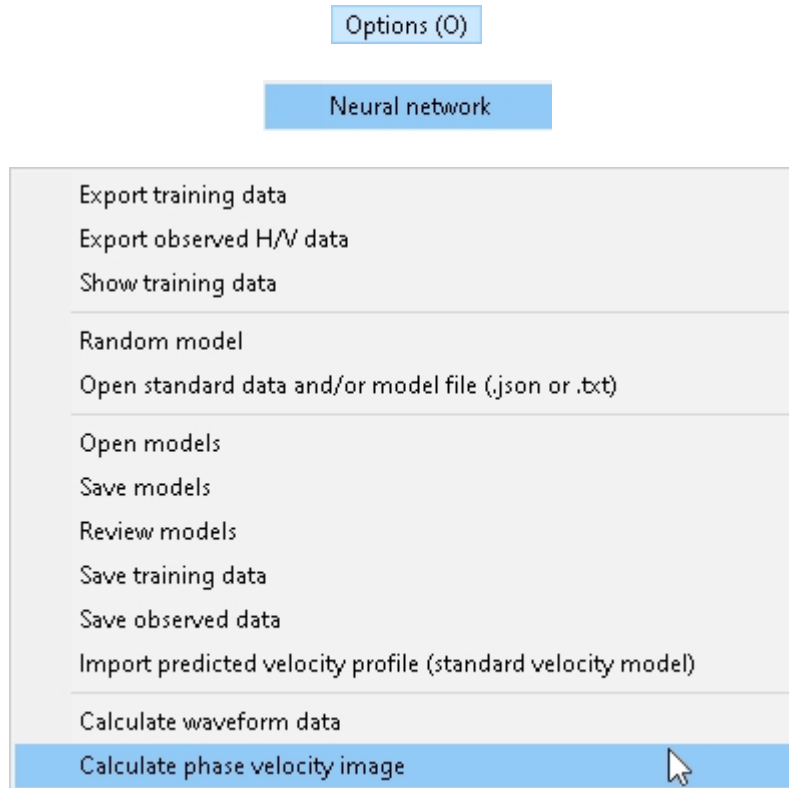 Options (O)
Neural network
Export training data
Export observed H/V data
Show training data
Random model
Open standard data and/or model file (.json or .txt)
Open models
Save models
Review models
Save training data
Save observed data
Import predicted velocity profile (standard velocity model)
Calculate waveform data
Calculate phase velocity image